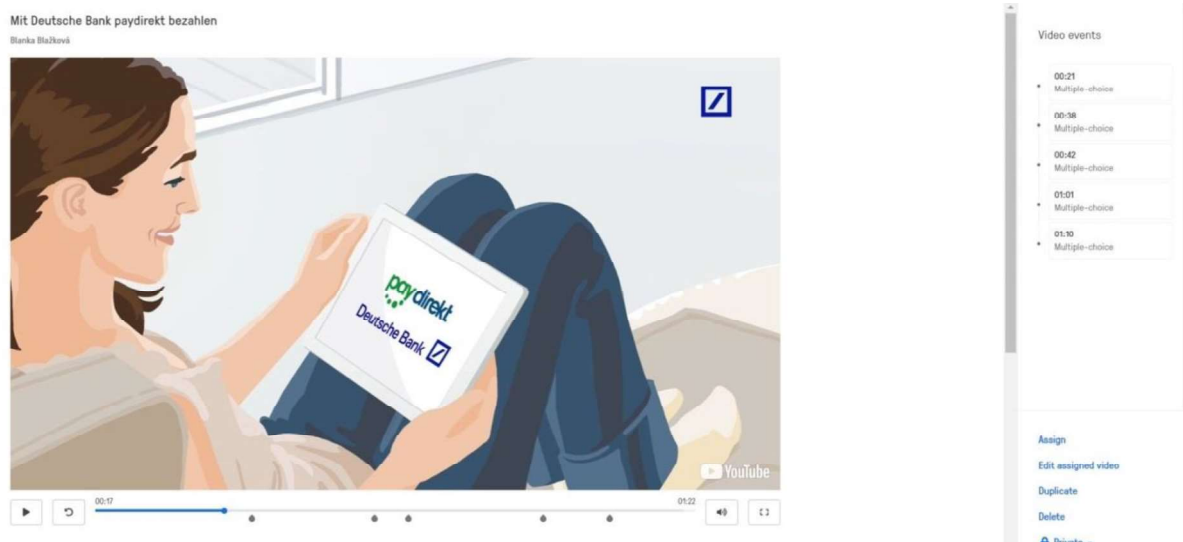 Mit Deutsche Bank paydirekt bezahlen
Blanka Blažková
paydirekt
Deutsche Bank
YouTube
00:17
01:22
Video events
00:21
Multiple-choice
00:38
Multiple-choice
00:42
Multiple-choice
01:01
Multiple-choice
01:10
Multiple-choice
Assign
Edit assigned video
Duplicate
Delete
Private